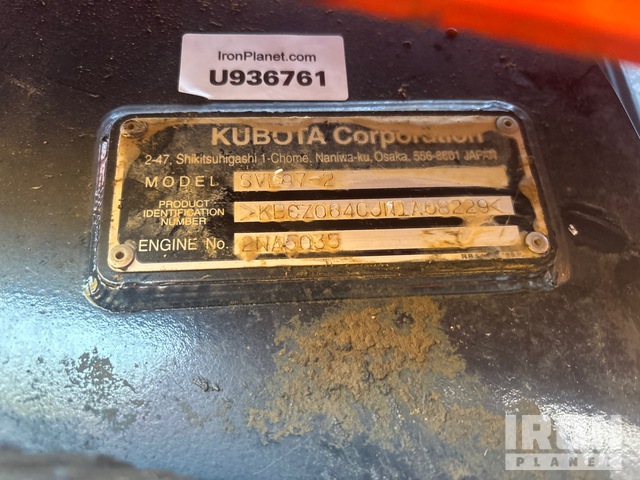 IronPlanet.com
U936761
KUBOTA Corporation
2-47, Shikitsuhigashi 1-Chome, Naniwa-ku, Osaka, 556-8601 JAPAN
MODEL SVL97-2
PRODUCT IDENTIFICATION NUMBER
ENGINE No. 2NA5035
IRON
PLANET